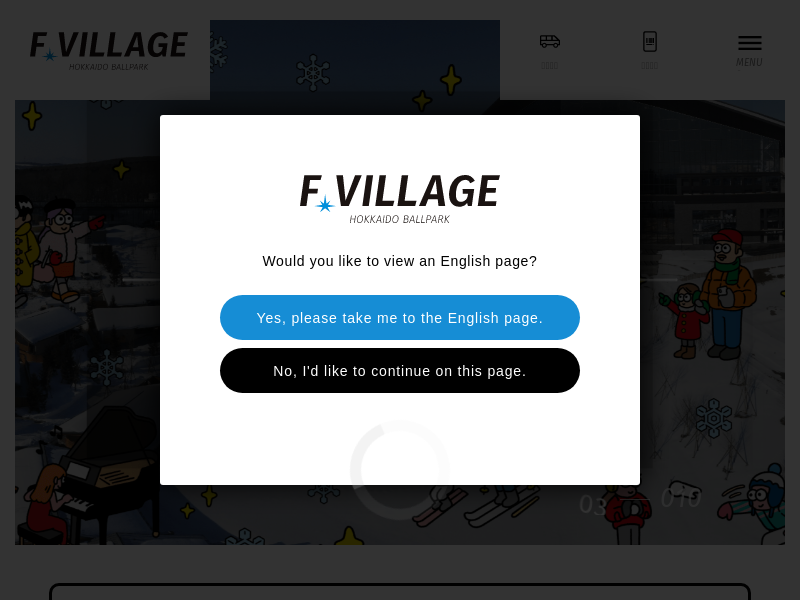 F VILLAGE
HOKKAIDO BALLPARK
MENU
F VILLAGE
HOKKAIDO BALLPARK
Would you like to view an English page?
Yes, please take me to the English page.
No, I'd like to continue on this page.
03
010